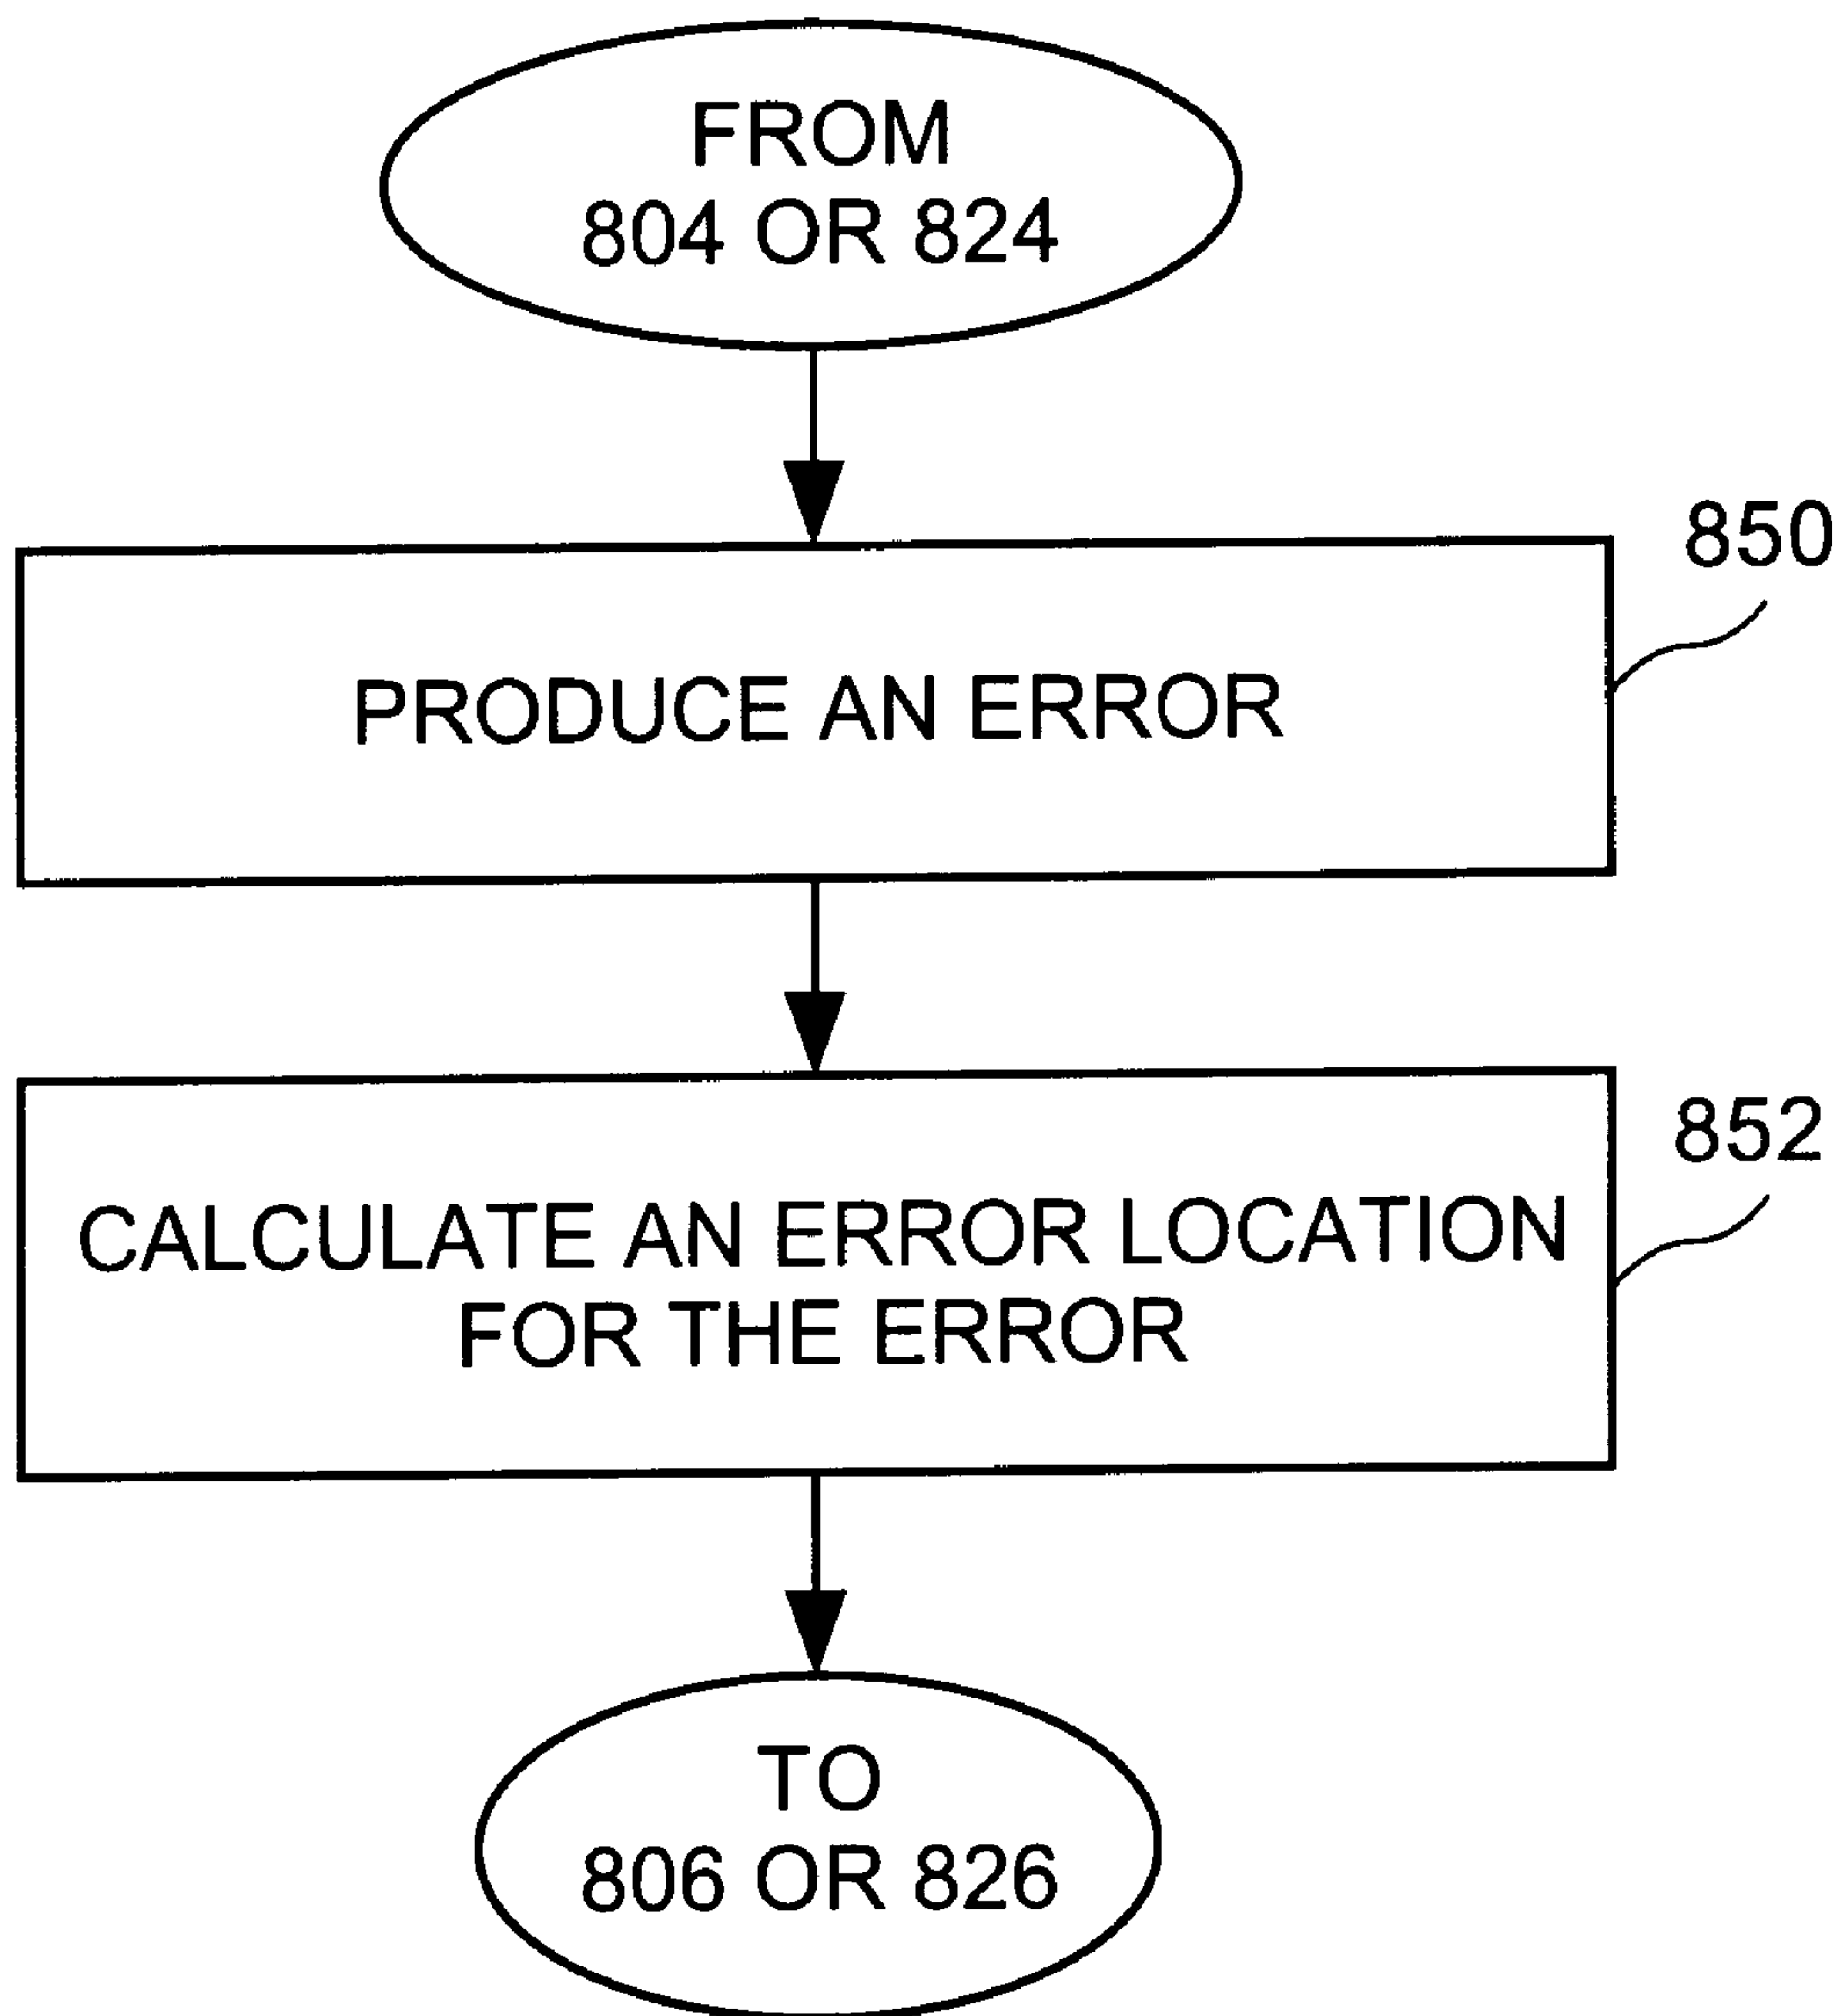 FROM
804 OR 824
850
PRODUCE AN ERROR
852
CALCULATE AN ERROR LOCATION
FOR THE ERROR
TO
806 OR 826